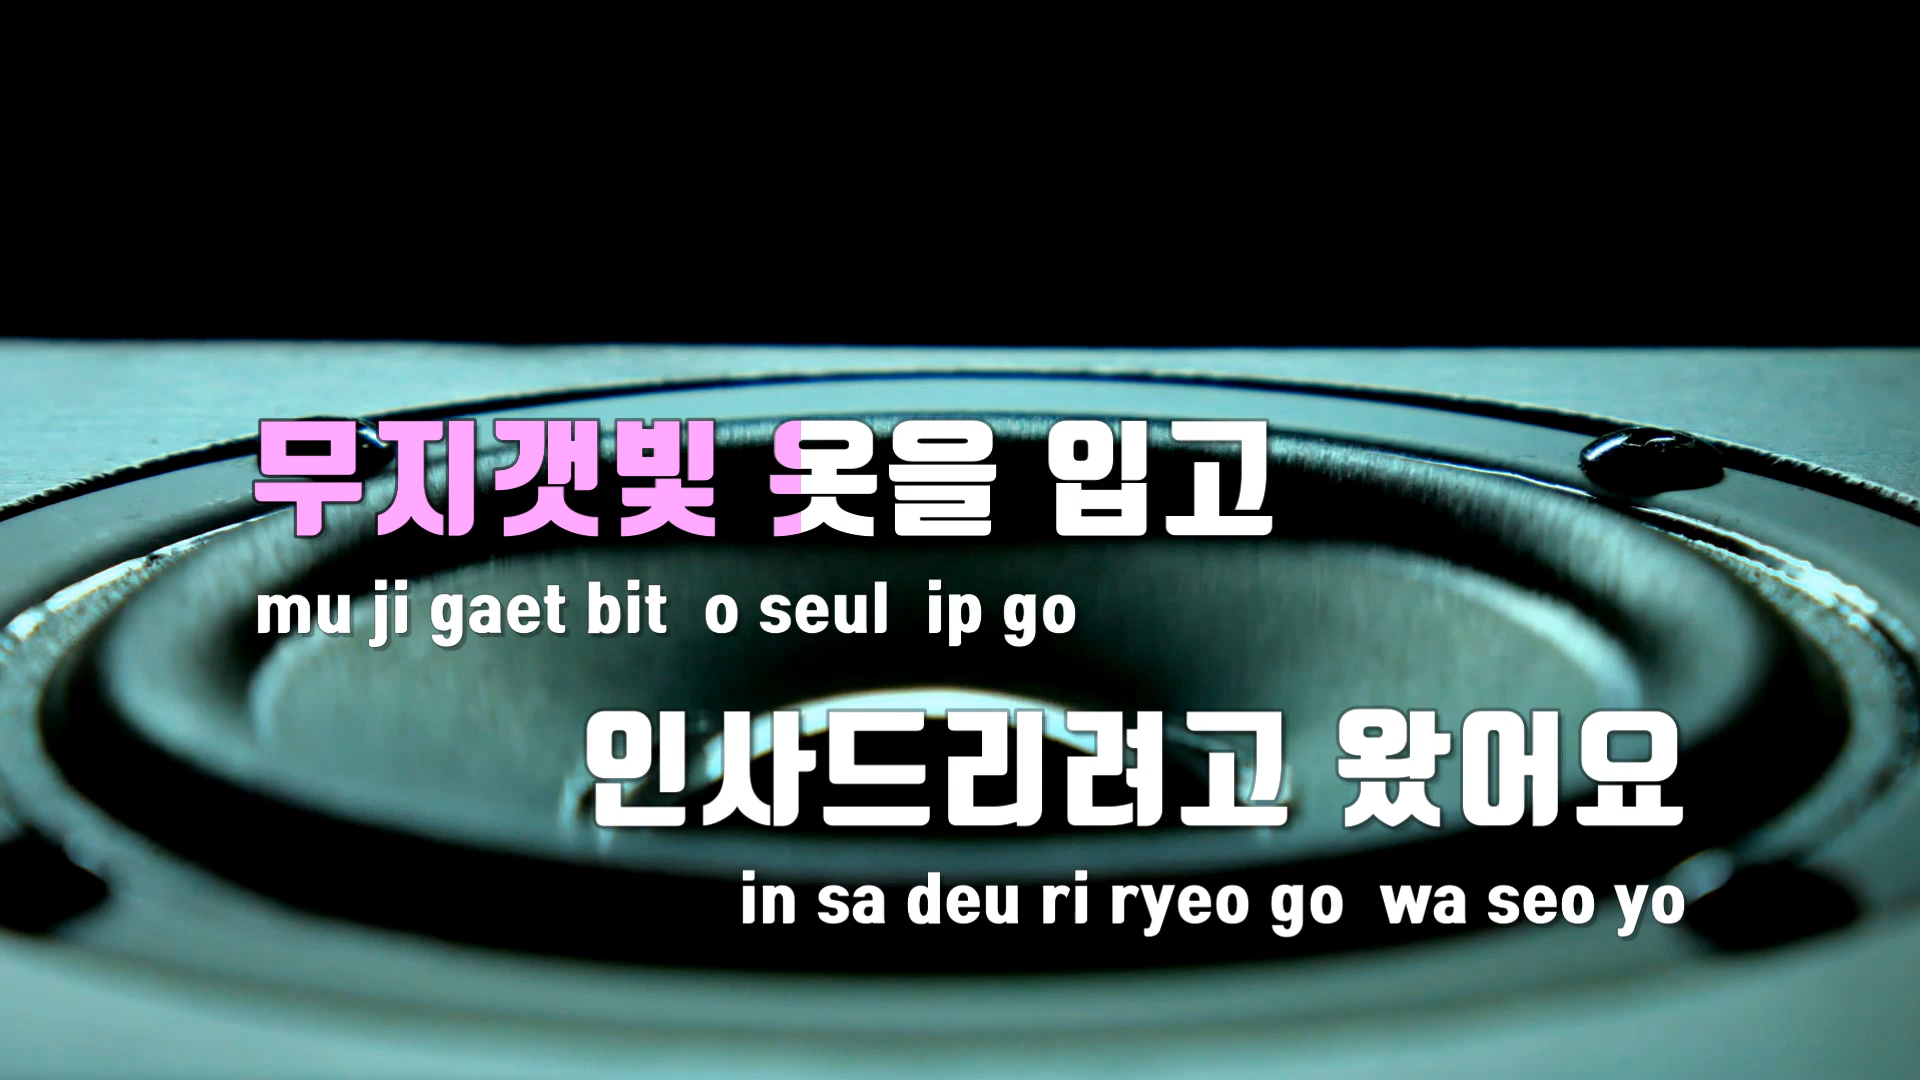 무지갯빛 옷을 입고
mu ji gaet bit o seul ip go
인사드리려고 왔어요
in sa deu ri ryeo go wa seo yo